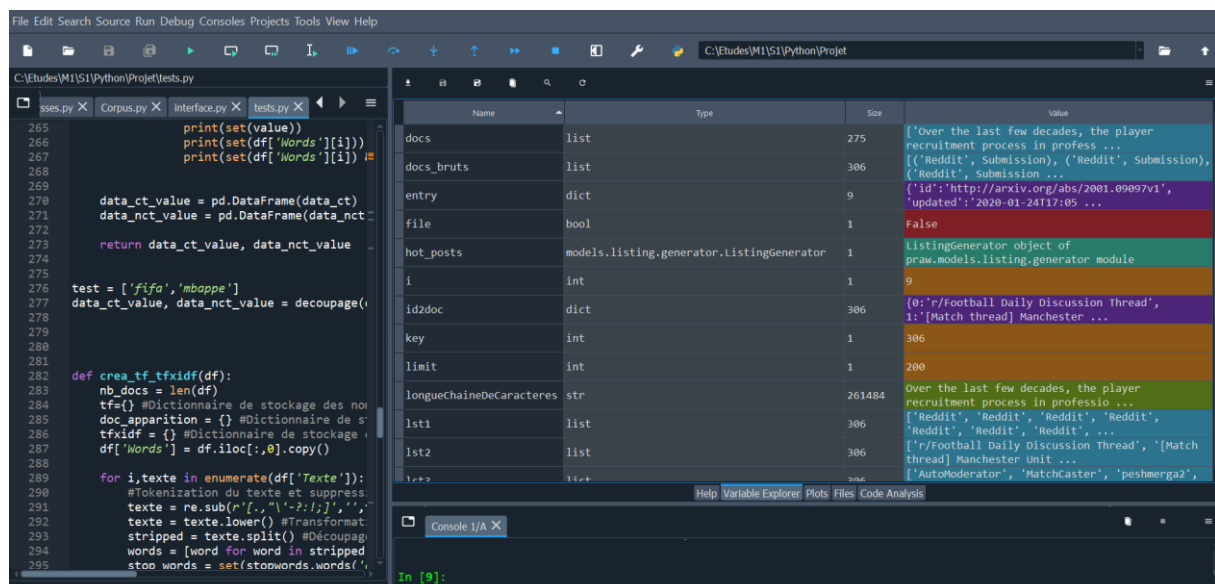 File Edit Search Source Run Debug Consoles Projects Tools View Help
C:\Etudes\M1\S1\Python\Projet
C:\Etudes\M1\S1\Python\Projet\tests.py
sses.py X Corpus.py X interface.py X tests.py X
265 print(set(value))
266 print(set(df['Words'][i]))
267 print(set(df['Words'][i]) &
268
269
270 data_ct_value = pd.DataFrame(data_ct)
271 data_nct_value = pd.DataFrame(data_nct
272
273 return data_ct_value, data_nct_value
274
275
276 test = ['fifa','mbappe']
277 data_ct_value, data_nct_value = decoupage(
278
279
280
281
282 def crea_tf_tfxidf(df):
283 nb_docs = len(df)
284 tf={} #Dictionnaire de stockage des
285 doc_apparition = {} #Dictionnaire de
286 tfxidf = {} #Dictionnaire de stockage
287 df['Words'] = df.iloc[:,0].copy()
288
289 for i,texte in enumerate(df['Texte']):
290 #Tokenization du texte et
291 texte = re.sub(r'[.,"\'-?:!;]','',
292 texte = texte.lower()
293 stripped = texte.split()
294 words = [word for word in stripped
295 stop_words = set(stopwords.words('
Name Type Size Value
docs list 275 ['Over the last few decades, the player
recruitment process in profess ...
docs_bruts list 306 [('Reddit', Submission), ('Reddit', Submission),
('Reddit', Submission ...
entry dict 9 {'id':'http://arxiv.org/abs/2001.09097v1',
'updated':'2020-01-24T17:05 ...
file bool 1 False
hot_posts models.listing.generator.ListingGenerator 1 ListingGenerator object of
praw.models.listing.generator module
i int 1 9
id2doc dict 306 {0:'r/Football Daily Discussion Thread',
1:'[Match thread] Manchester ...
key int 1 306
limit int 1 200
longueChaineDeCaracteres str 261484 Over the last few decades, the player
recruitment process in professio ...
lst1 list 306 ['Reddit', 'Reddit', 'Reddit', 'Reddit',
'Reddit', 'Reddit', 'Reddit', ...
lst2 list 306 ['r/Football Daily Discussion Thread', '[Match
thread] Manchester Unit ...
lst3 list 306 ['AutoModerator', 'MatchCaster', 'peshmerga2',
Help Variable Explorer Plots Files Code Analysis
Console 1/A X
In [9]: